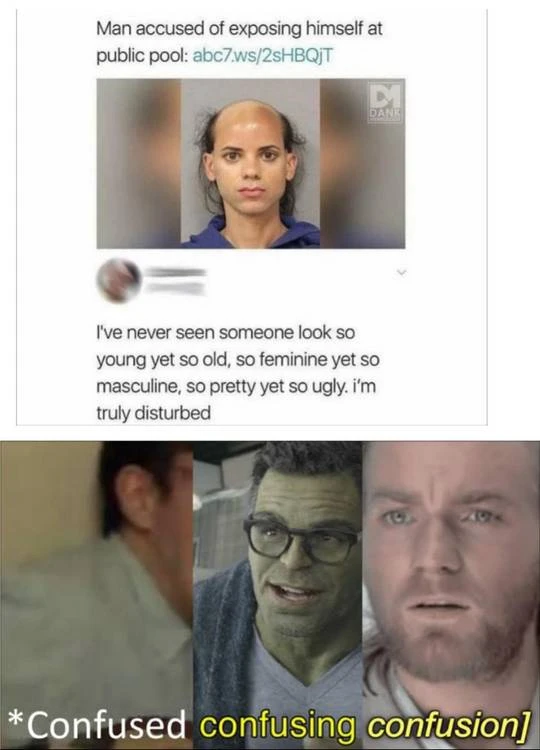 Man accused of exposing himself at
public pool: abc7.ws/2sHBQjT
DANK
I've never seen someone look so
young yet so old, so feminine yet so
masculine, so pretty yet so ugly. i'm
truly disturbed
*Confused confusing confusion]